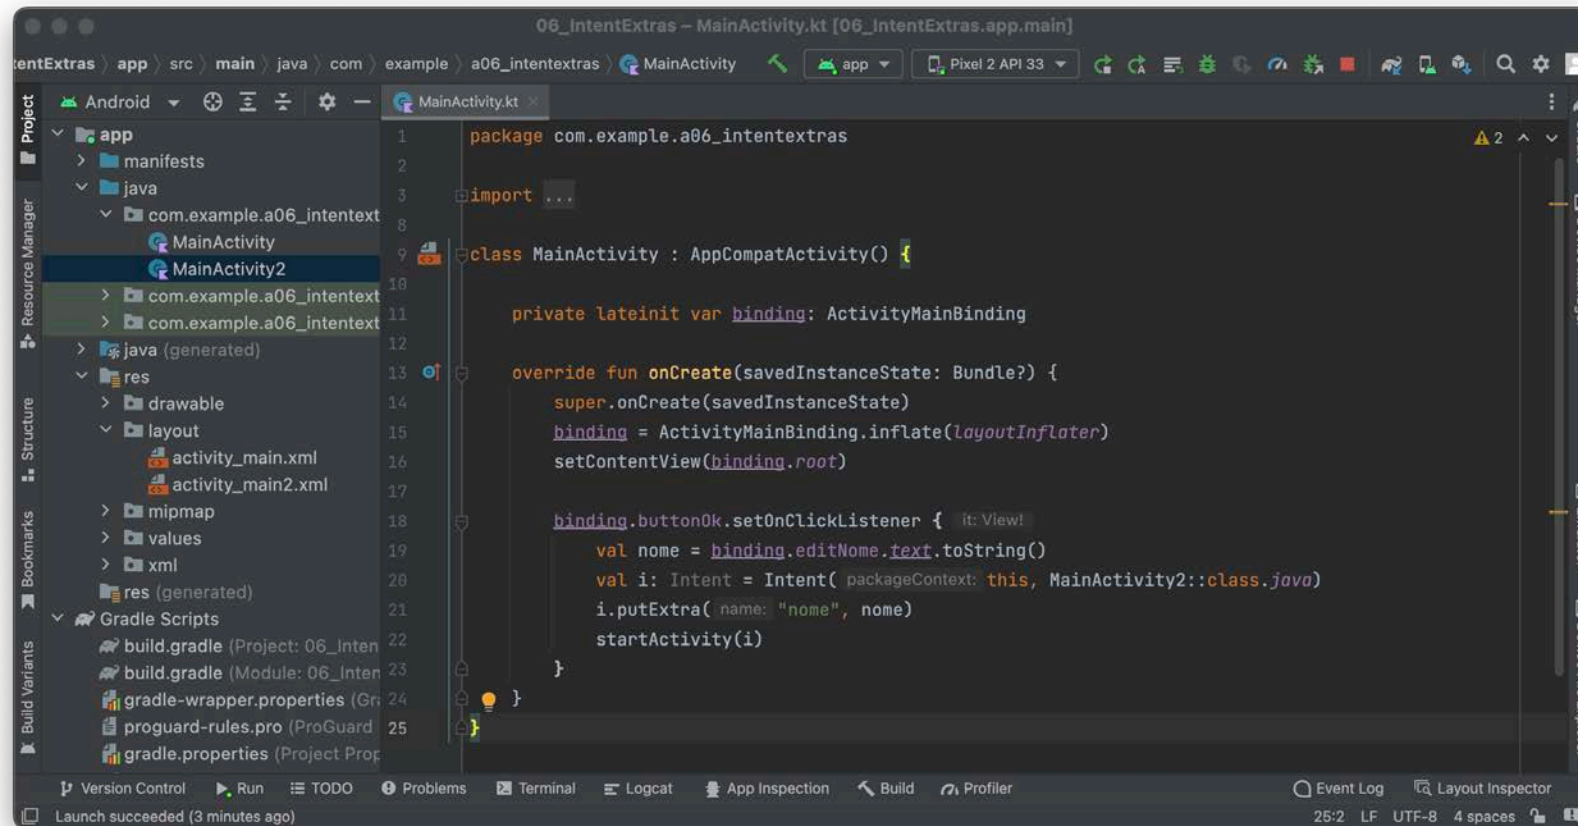 06_IntentExtras – MainActivity.kt [06_IntentExtras.app.main]
entExtras app src main java com example a06_intentextras MainActivity app Pixel 2 API 33
Project
Resource Manager
Structure
Bookmarks
Build Variants
Android
app
manifests
java
com.example.a06_intentext
MainActivity
MainActivity2
com.example.a06_intentext
com.example.a06_intentext
java (generated)
res
drawable
layout
activity_main.xml
activity_main2.xml
mipmap
values
xml
res (generated)
Gradle Scripts
build.gradle (Project: 06_Inten
build.gradle (Module: 06_Inten
gradle-wrapper.properties (Gra
proguard-rules.pro (ProGuard
gradle.properties (Project Prop
MainActivity.kt
2
1 package com.example.a06_intentextras
2
3 import ...
8
9 class MainActivity : AppCompatActivity() {
10
11 private lateinit var binding: ActivityMainBinding
12
13 override fun onCreate(savedInstanceState: Bundle?) {
14 super.onCreate(savedInstanceState)
15 binding = ActivityMainBinding.inflate(layoutInflater)
16 setContentView(binding.root)
17
18 binding.buttonOk.setOnClickListener { it: View!
19 val nome = binding.editNome.text.toString()
20 val i: Intent = Intent( packageContext: this, MainActivity2::class.java)
21 i.putExtra( name: "nome", nome)
22 startActivity(i)
23 }
24 }
25 }
Version Control Run TODO Problems Terminal Logcat App Inspection Build Profiler Event Log Layout Inspector
Launch succeeded (3 minutes ago) 25:2 LF UTF-8 4 spaces